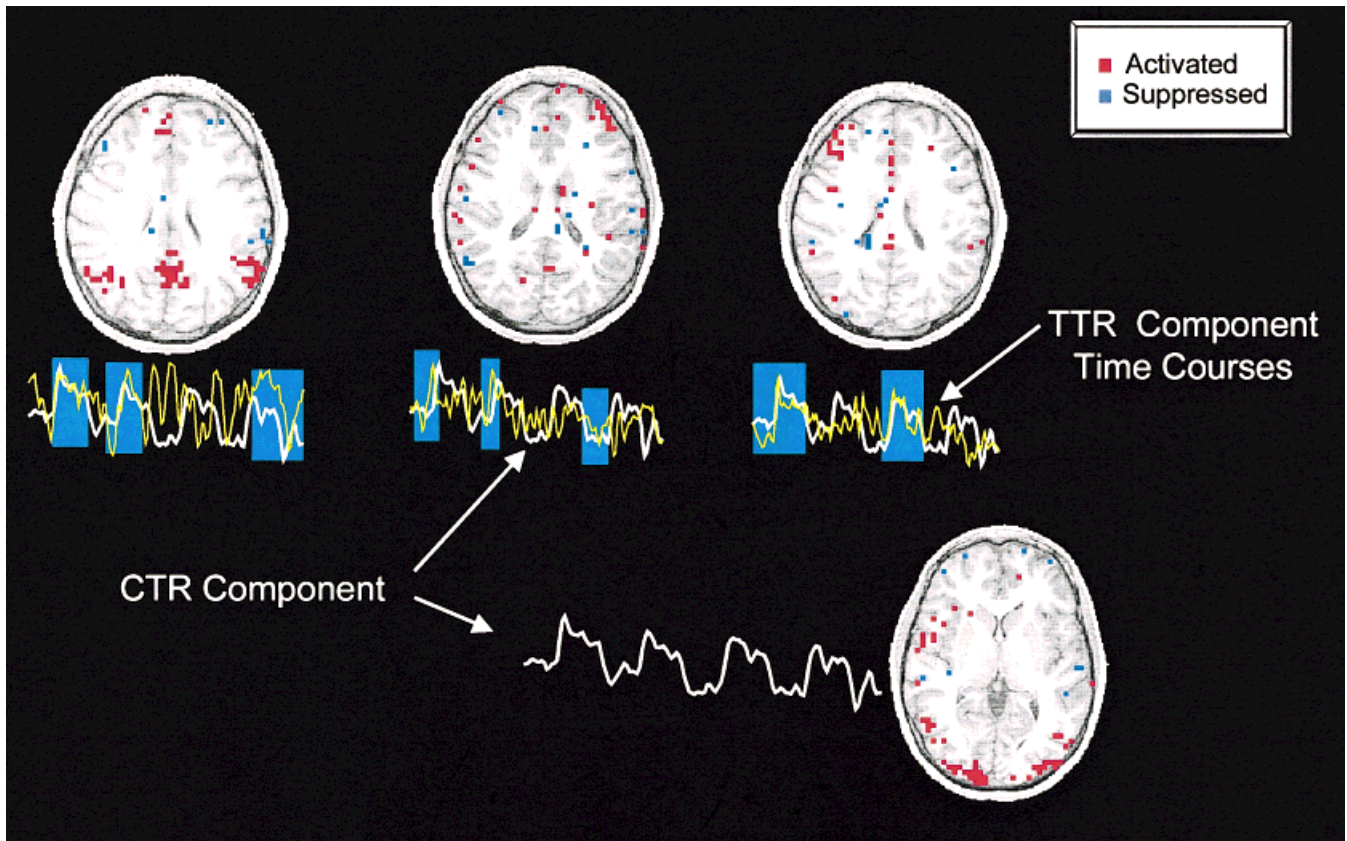 Activated
Suppressed
TTR Component
Time Courses
CTR Component